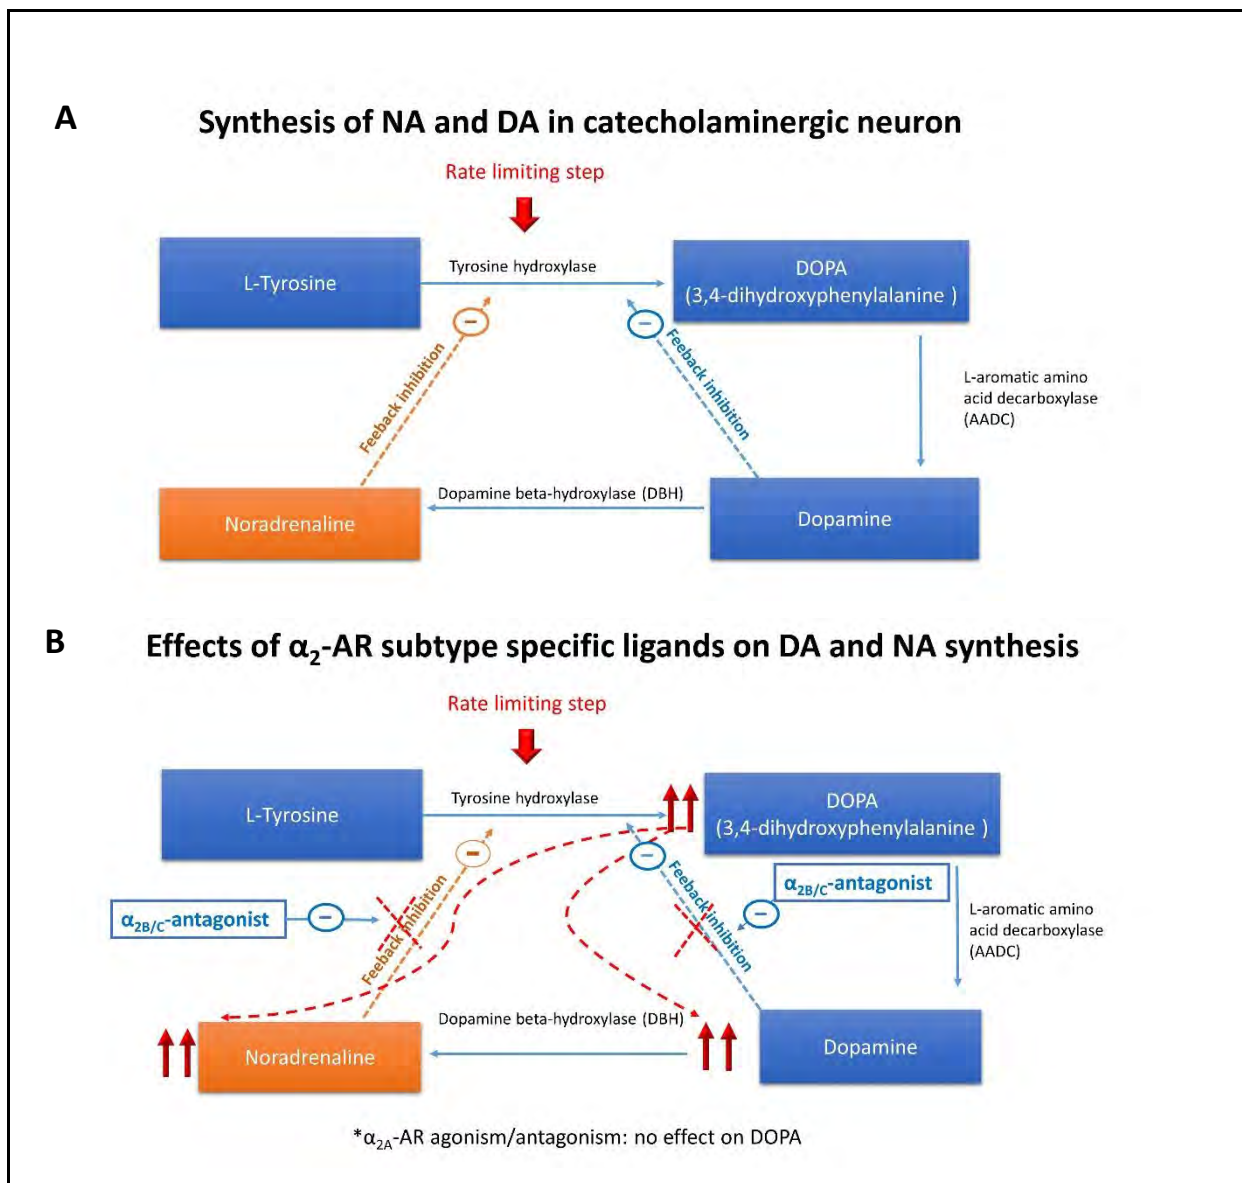 A
Synthesis of NA and DA in catecholaminergic neuron
Rate limiting step
L-Tyrosine
Tyrosine hydroxylase
DOPA
(3,4-dihydroxyphenylalanine )
−
−
Feeback inhibition
Feeback inhibition
L-aromatic amino
acid decarboxylase
(AADC)
Noradrenaline
Dopamine beta-hydroxylase (DBH)
Dopamine
B
Effects of α2-AR subtype specific ligands on DA and NA synthesis
Rate limiting step
L-Tyrosine
Tyrosine hydroxylase
DOPA
(3,4-dihydroxyphenylalanine )
−
−
α2B/C-antagonist
−
Feeback inhibition
Feeback inhibition
α2B/C-antagonist
−
L-aromatic amino
acid decarboxylase
(AADC)
Noradrenaline
Dopamine beta-hydroxylase (DBH)
Dopamine
*α2A-AR agonism/antagonism: no effect on DOPA